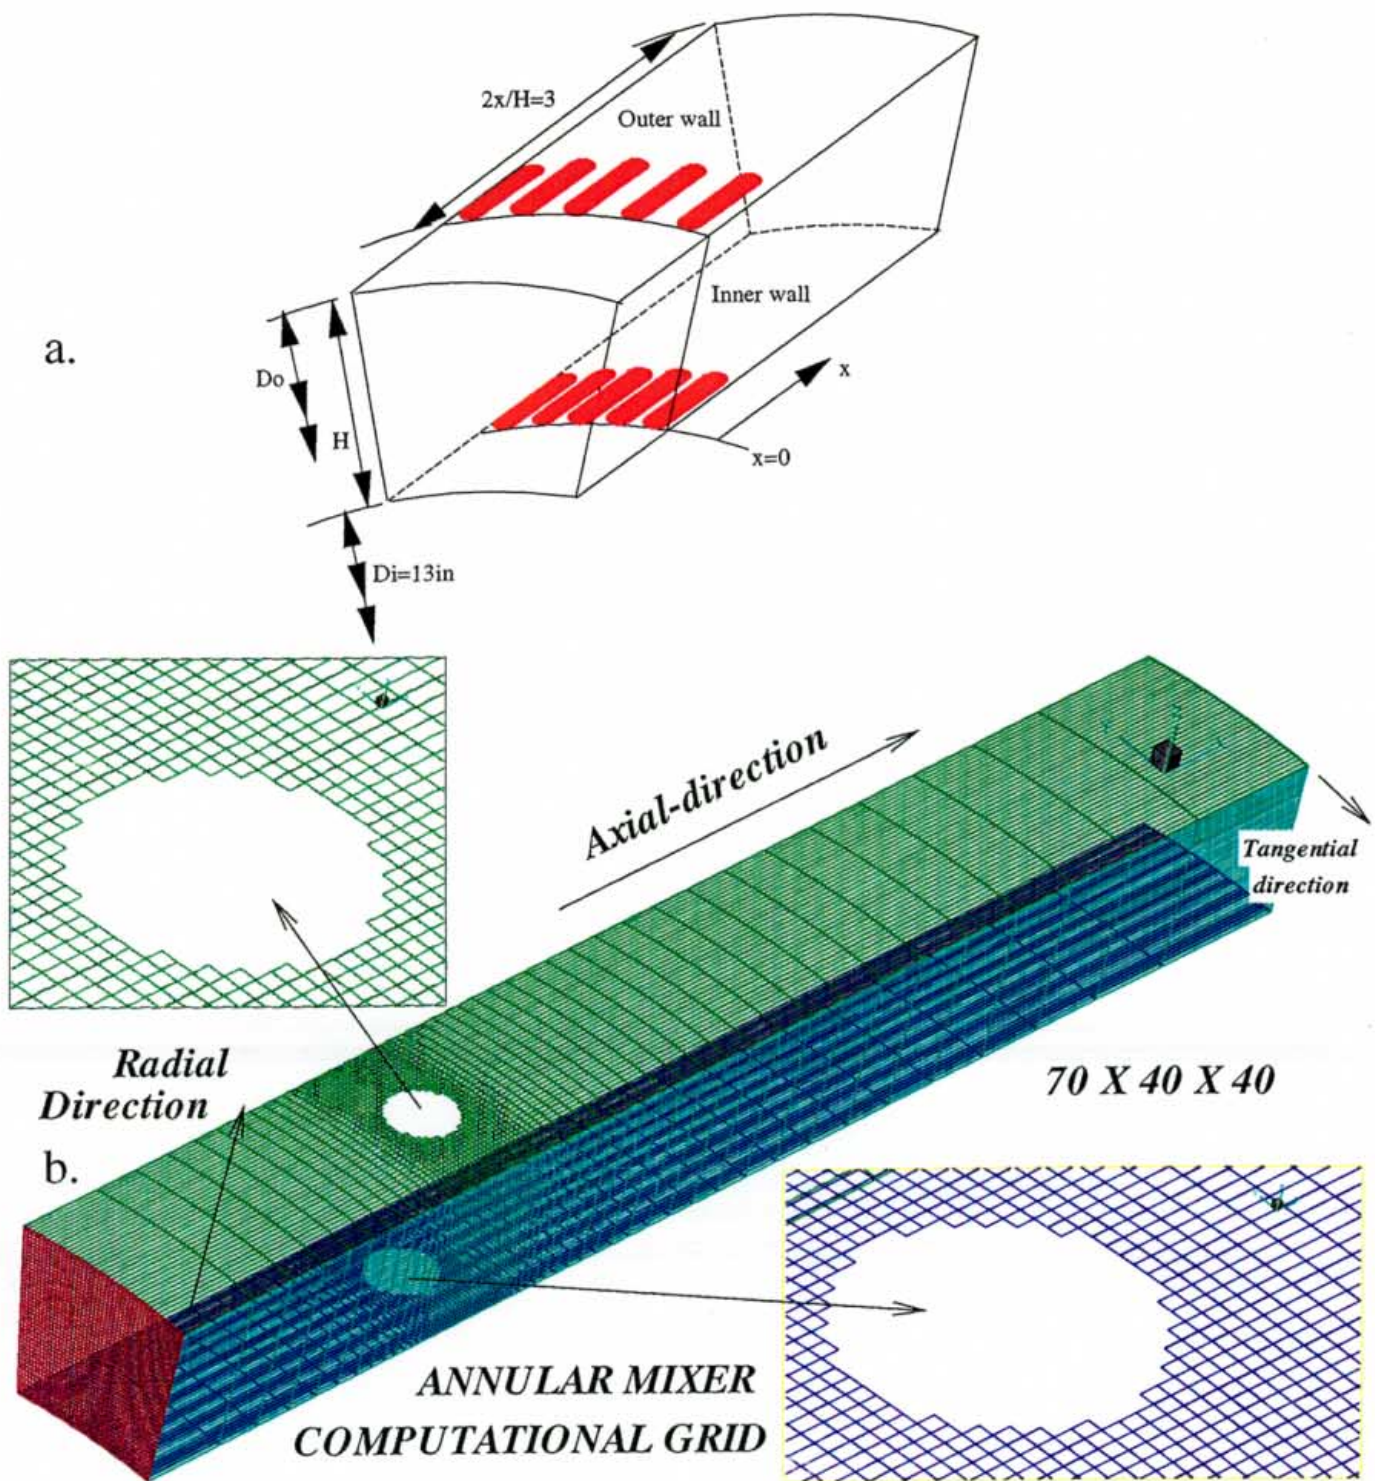 2x/H=3
Outer wall
Inner wall
a.
Do
H
x
x=0
Di=13in
Axial-direction
Tangential
direction
Radial
Direction
70 X 40 X 40
b.
ANNULAR MIXER
COMPUTATIONAL GRID